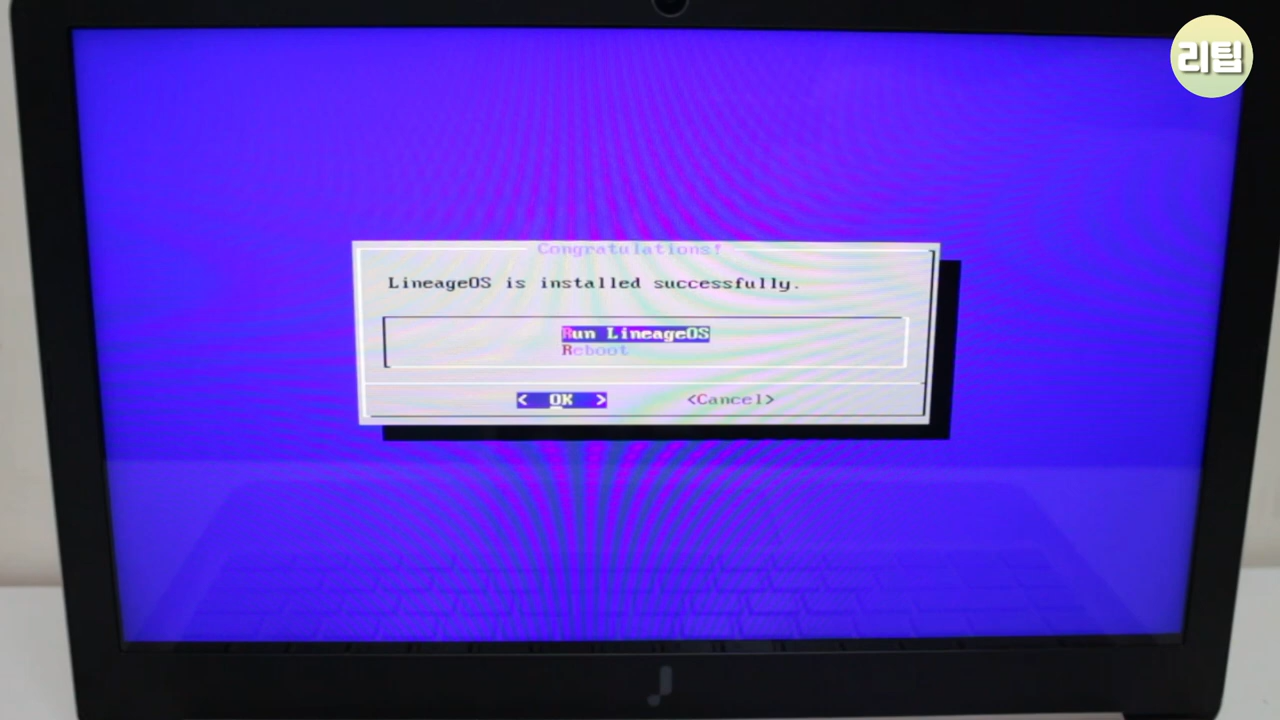 리팁
Congratulations!
LineageOS is installed successfully.
Run LineageOS
Reboot
< OK > <Cancel>